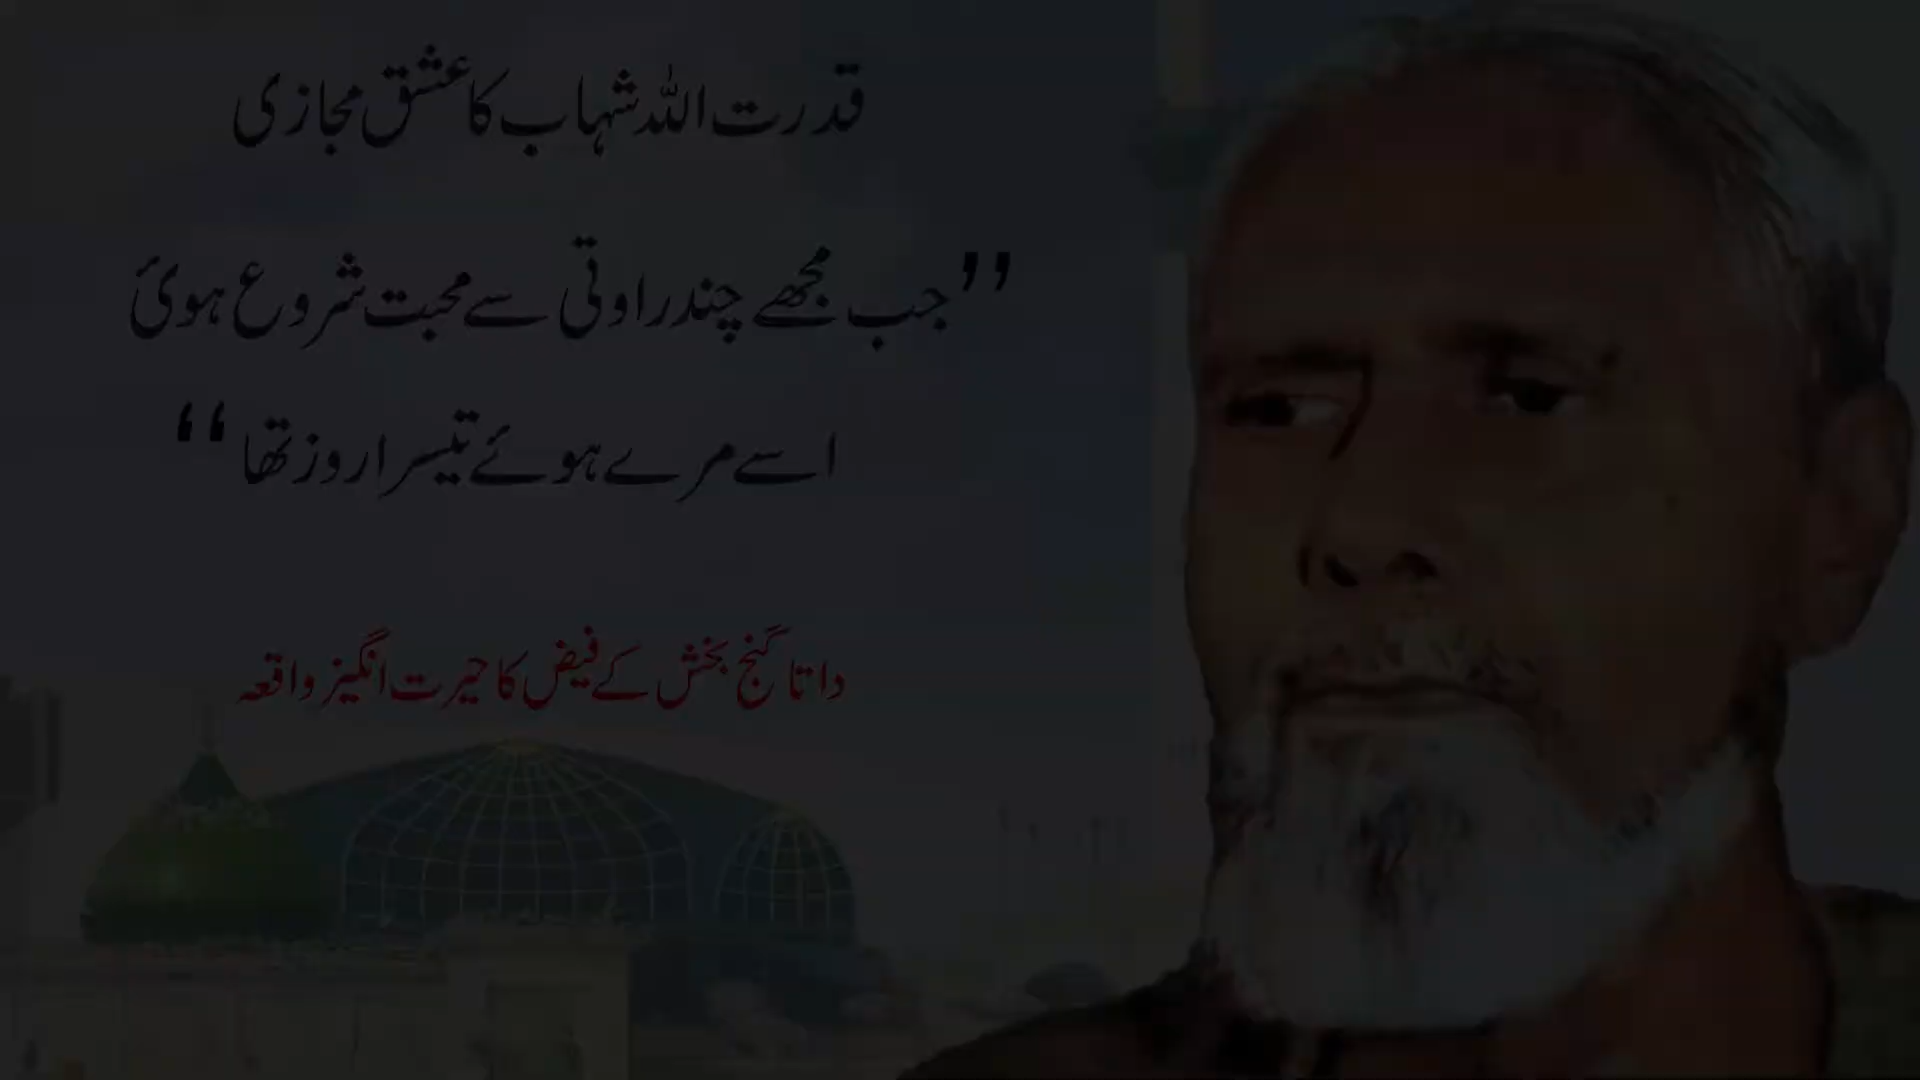 قدرت اللہ شہاب کا عشق مجازی
’’جب مجھے چندراوتی سے محبت شروع ہوئ
اسے مرے ہوئے تیسرا روز تھا‘‘
داتا گنج بخش کے فیض کا حیرت انگیز واقعہ